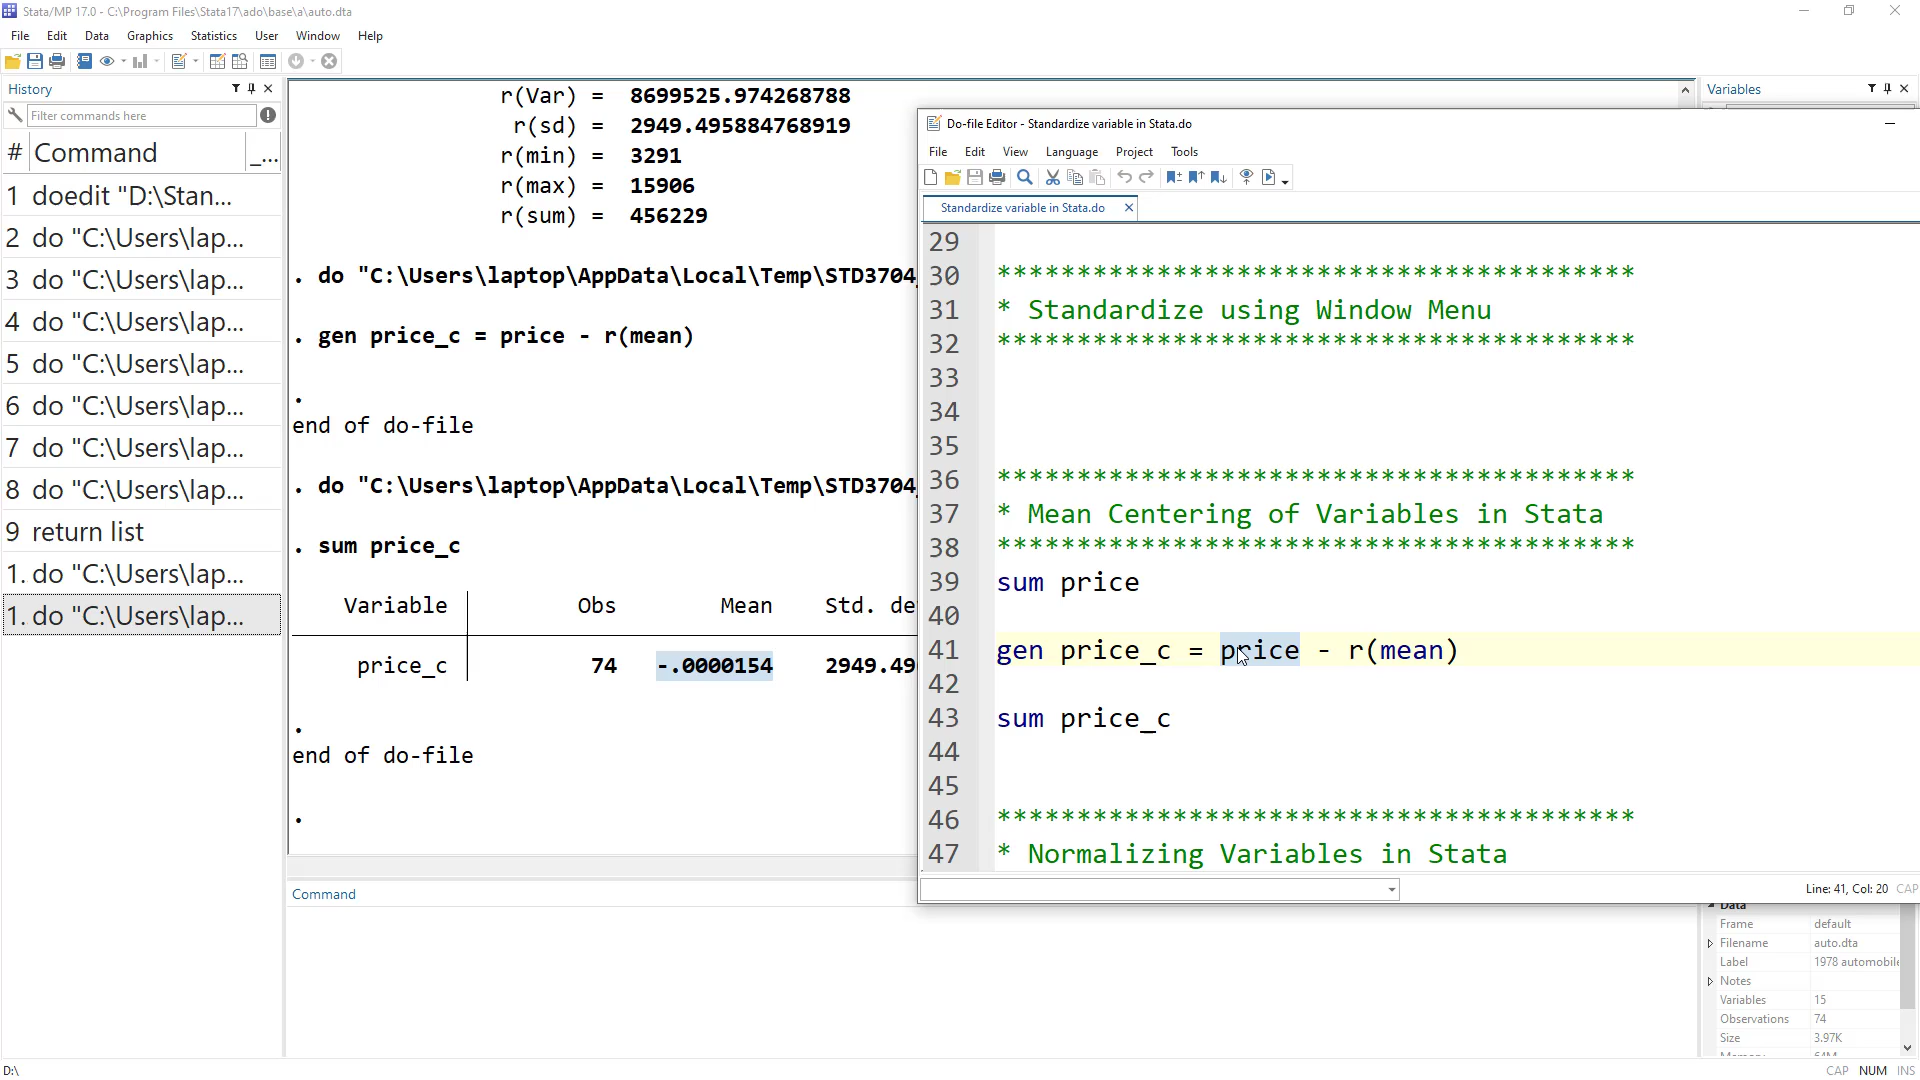 Stata/MP 17.0 - C:\Program Files\Stata17\ado\base\a\auto.dta
File Edit Data Graphics Statistics User Window Help
History
Filter commands here
# Command _...
1 doedit "D:\Stan...
2 do "C:\Users\lap...
3 do "C:\Users\lap...
4 do "C:\Users\lap...
5 do "C:\Users\lap...
6 do "C:\Users\lap...
7 do "C:\Users\lap...
8 do "C:\Users\lap...
9 return list
1. do "C:\Users\lap...
1. do "C:\Users\lap...
r(Var) = 8699525.974268788
r(sd) = 2949.495884768919
r(min) = 3291
r(max) = 15906
r(sum) = 456229
. do "C:\Users\laptop\AppData\Local\Temp\STD3704_
. gen price_c = price - r(mean)
.
end of do-file
. do "C:\Users\laptop\AppData\Local\Temp\STD3704_
. sum price_c
Variable Obs Mean Std. de
price_c 74 -.0000154 2949.49
.
end of do-file
.
Command
Do-file Editor - Standardize variable in Stata.do
File Edit View Language Project Tools
Standardize variable in Stata.do
29
30 ****************************************
31 * Standardize using Window Menu
32 ****************************************
33
34
35
36 ****************************************
37 * Mean Centering of Variables in Stata
38 ****************************************
39 sum price
40
41 gen price_c = price - r(mean)
42
43 sum price_c
44
45
46 ****************************************
47 * Normalizing Variables in Stata
Line: 41, Col: 20 CAP
Variables
Data
Frame default
Filename auto.dta
Label 1978 automobile
Notes
Variables 15
Observations 74
Size 3.97K
Memory 64M
D:\
CAP NUM INS